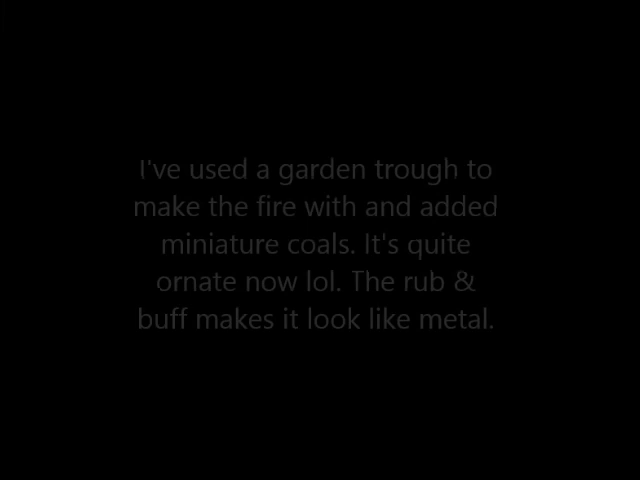 I've used a garden trough to
make the fire with and added
miniature coals. It's quite
ornate now lol. The rub &
buff makes it look like metal.